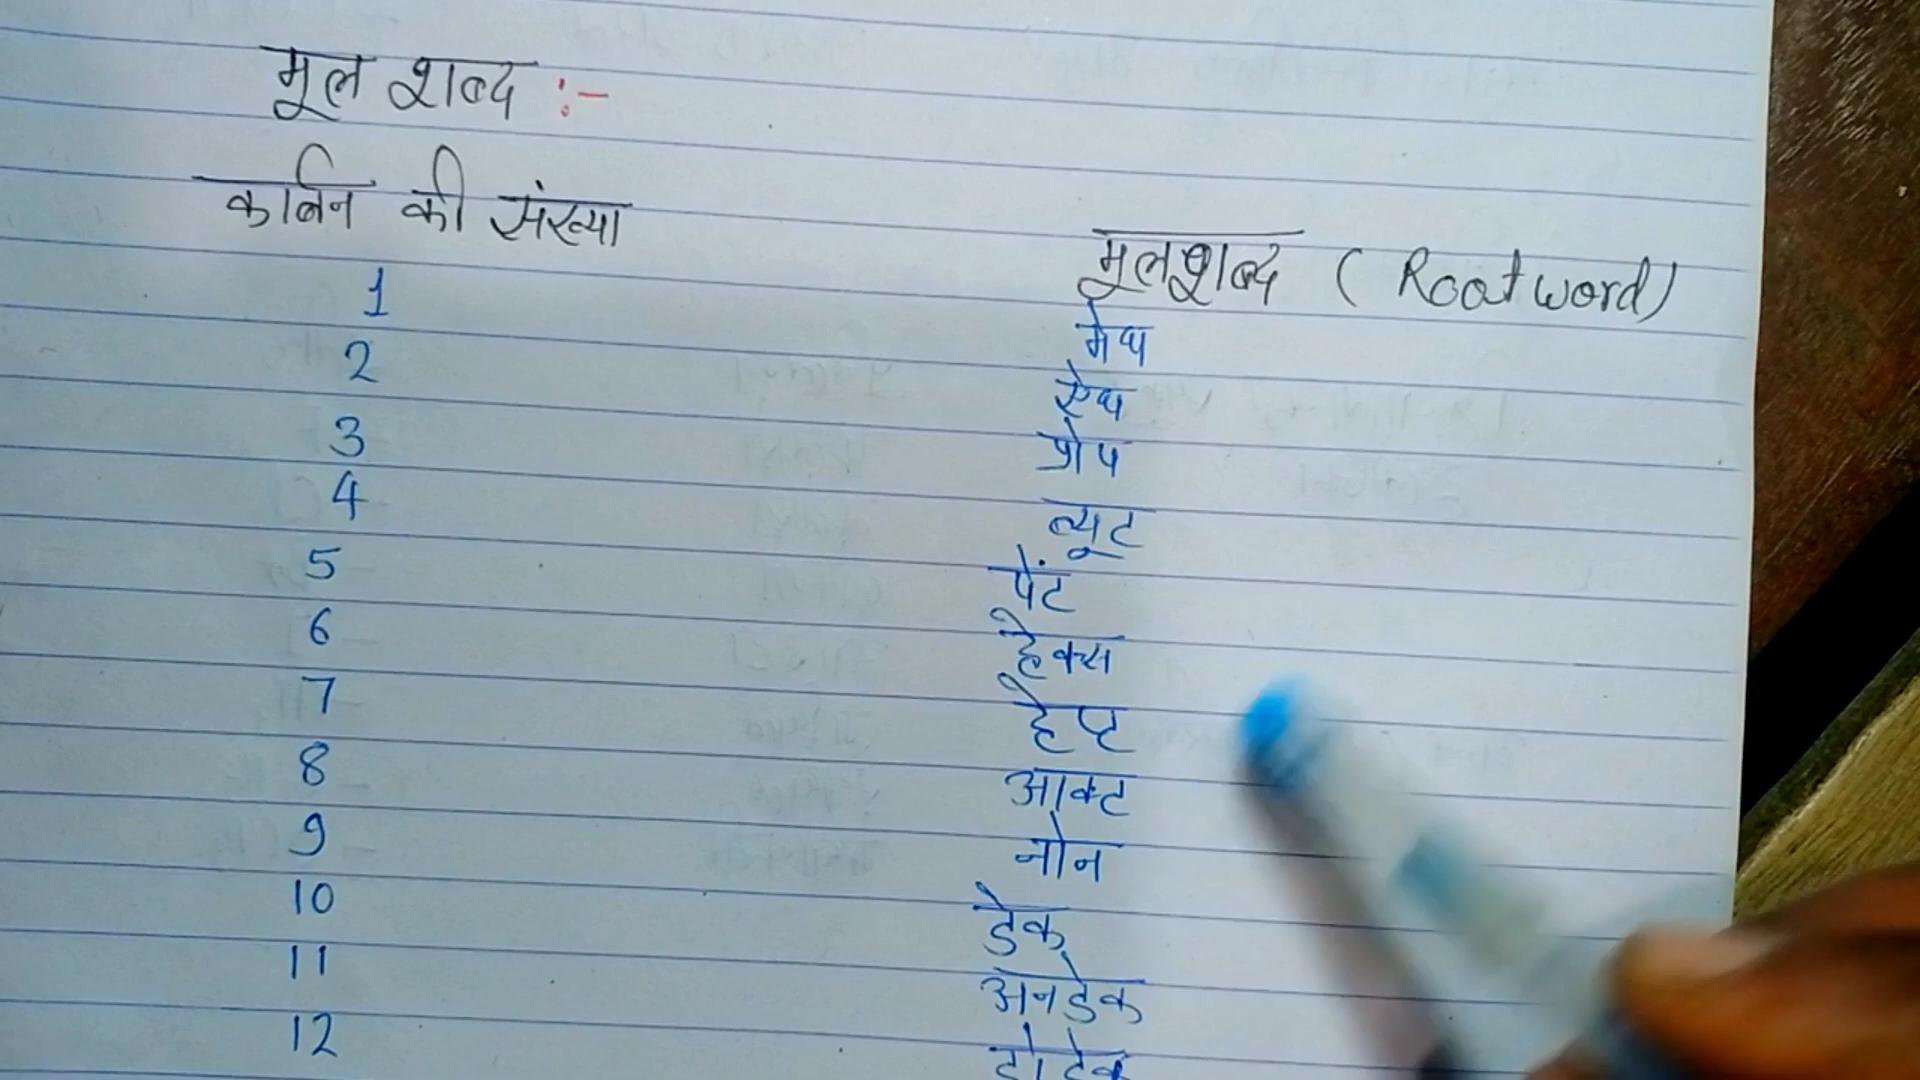 मूल शब्द :-
कार्बन की संख्या
मूलशब्द ( Root word)
1 मेथ
2 ऐथ
3 प्रोप
4 ब्यूट
5 पेंट
6 हेक्स
7 हेप्ट
8 आक्ट
9 नोन
10 डेक
11 अनडेक
12